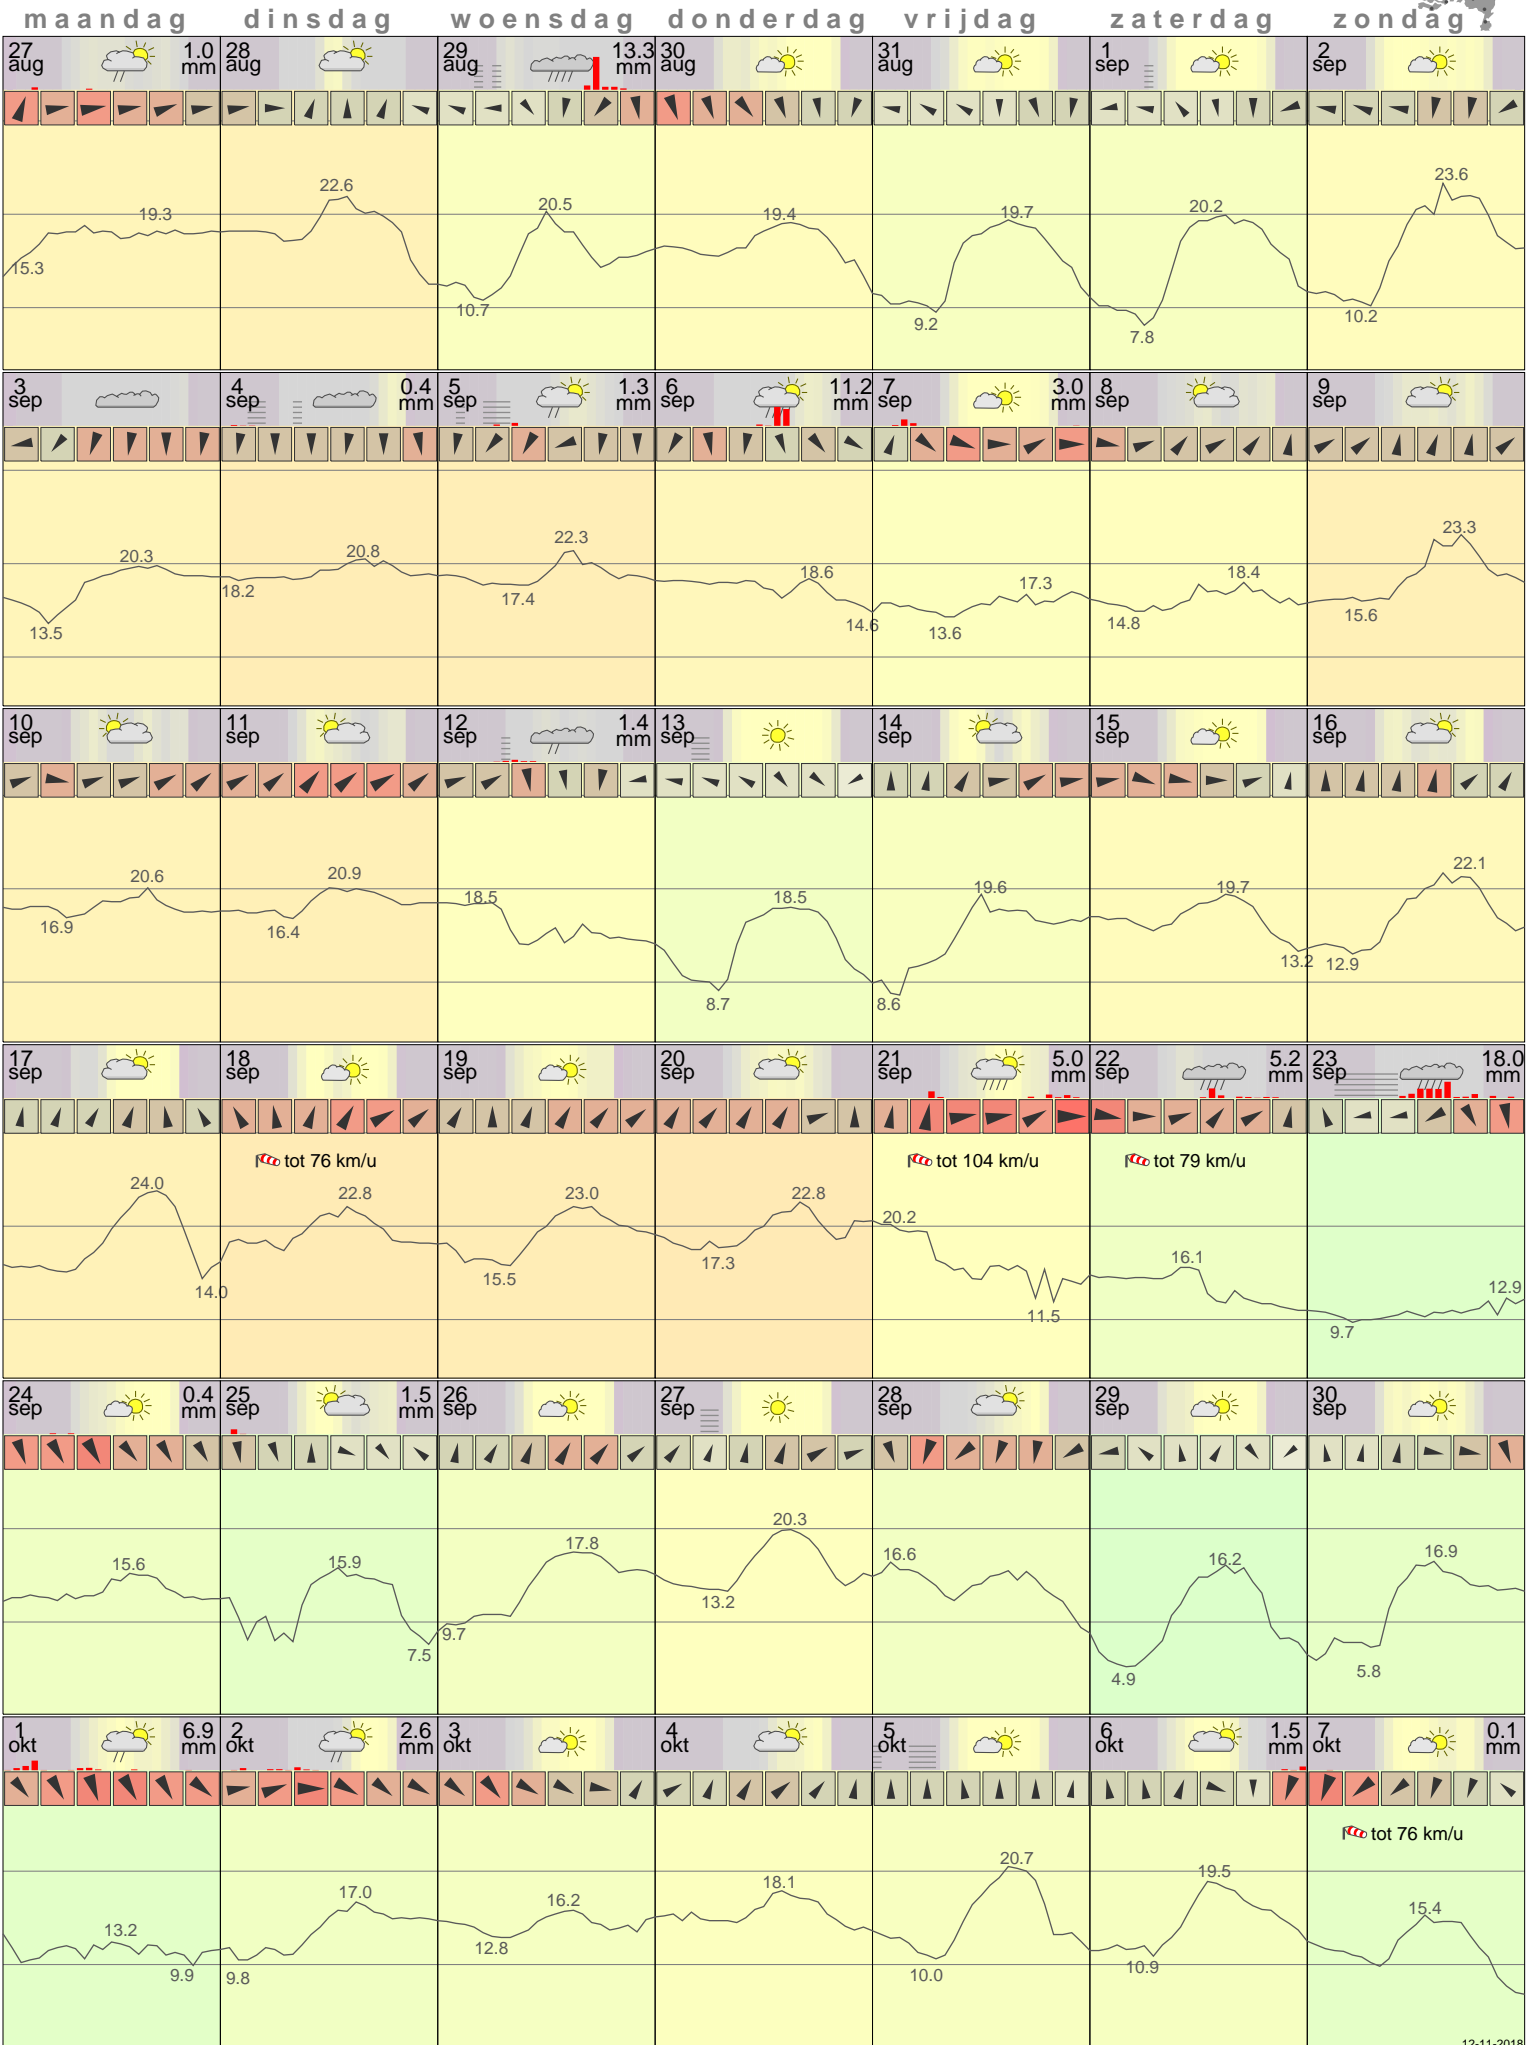 maandag dinsdag woensdag donderdag vrijdag zaterdag zondag
27 1.0 28 29 13.3 30 31 1 2
aug mm aug aug mm aug aug sep sep
22.6 23.6
19.3 20.5 19.4 19.7 20.2
15.3
10.7 9.2 7.8 10.2
3 4 0.4 5 1.3 6 11.2 7 3.0 8 9
sep sep mm sep mm sep mm sep mm sep sep
20.3 20.8 22.3 18.6 17.3 18.4 23.3
13.5 18.2 17.4 14.6 13.6 14.8 15.6
10 11 12 1.4 13 14 15 16
sep sep sep mm sep sep sep sep
20.6 20.9 18.5 18.5 19.6 19.7 22.1
16.9 16.4 8.7 8.6 13.2 12.9
17 18 19 20 21 5.0 22 5.2 23 18.0
sep sep sep sep sep mm sep mm sep mm
tot 76 km/u tot 104 km/u tot 79 km/u
24.0 22.8 23.0 22.8 20.2 16.1 12.9
14.0 15.5 17.3 11.5 9.7
24 0.4 25 1.5 26 27 28 29 30
sep mm sep mm sep sep sep sep sep
15.6 15.9 17.8 20.3 16.6 16.2 16.9
7.5 9.7 13.2 4.9 5.8
1 6.9 2 2.6 3 4 5 6 1.5 7 0.1
okt mm okt mm okt okt okt okt mm okt mm
tot 76 km/u
13.2 17.0 16.2 18.1 20.7 19.5 15.4
9.9 9.8 12.8 10.0 10.9
12-11-2018